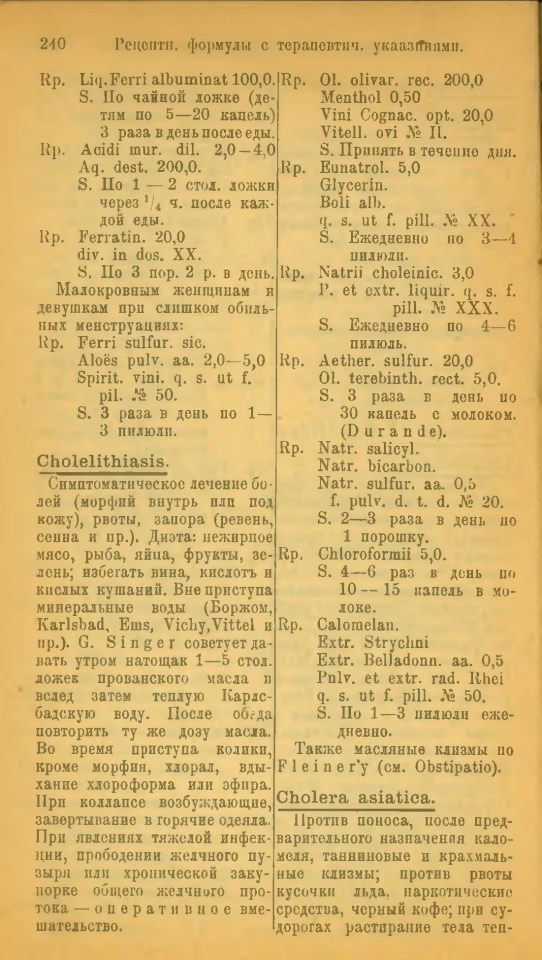 240 Рецептн. формулы с терапевтич. указаниями.
Rp. Liq. Ferri albuminat 100,0.
S. По чайной ложке (де-
тям по 5—20 капель)
3 раза в день после еды.
Rp. Acidi mur. dil. 2,0—4,0
Aq. dest. 200,0.
S. По 1 — 2 стол. ложки
через 1/4 ч. после каж-
дой еды.
Rp. Ferratin. 20,0
div. in dos. XX.
S. По 3 пор. 2 р. в день.
Малокровным женщинам и
девушкам при слишком обиль-
ных менструациях:
Rp. Ferri sulfur. sic.
Aloës pulv. aa. 2,0—5,0
Spirit. vini. q. s. ut f.
pil. № 50.
S. 3 раза в день по 1—
3 пилюли.
Cholelithiasis.
Симптоматическое лечение бо-
лей (морфий внутрь или под
кожу), рвоты, запора (ревень,
сенна и пр.). Диэта: нежирное
мясо, рыба, яйца, фрукты, зе-
лень; избегать вина, кислотъ и
кислых кушаний. Вне приступа
минеральные воды (Боржом,
Karlsbad, Ems, Vichy, Vittel и
пр.). G. Singer советует да-
вать утром натощак 1—5 стол.
ложек прованского масла и
вслед затем теплую Карлс-
бадскую воду. После обеда
повторить ту же дозу масла.
Во время приступа колики,
кроме морфия, хлорал, вды-
хание хлороформа или эфира.
При коллапсе возбуждающие,
завертывание в горячие одеяла.
При явлениях тяжелой инфек-
ции, прободении желчного пу-
зыря или хронической заку-
порке общего желчного про-
тока — оперативное вме-
шательство.
Rp. Ol. olivar. rec. 200,0
Menthol 0,50
Vini Cognac. opt. 20,0
Vitell. ovi № II.
S. Принять в течение дня.
Rp. Eunatrol. 5,0
Glycerin.
Boli alb.
q. s. ut f. pill. № XX.
S. Ежедневно по 3—4
пилюли.
Rp. Natrii choleinic. 3,0
P. et extr. liquir. q. s. f.
pill. № XXX.
S. Ежедневно по 4—6
пилюль.
Rp. Aether. sulfur. 20,0
Ol. terebinth. rect. 5,0.
S. 3 раза в день по
30 капель с молоком.
(Durande).
Rp. Natr. salicyl.
Natr. bicarbon.
Natr. sulfur. aa. 0,5
f. pulv. d. t. d. № 20.
S. 2—3 раза в день по
1 порошку.
Rp. Chloroformii 5,0.
S. 4—6 раз в день по
10 — 15 капель в мо-
локе.
Rp. Calomelan.
Extr. Strychni
Extr. Belladonn. aa. 0,5
Pulv. et extr. rad. Rhei
q. s. ut f. pill. № 50.
S. По 1—3 пилюли еже-
дневно.
Также масляные клизмы по
Fleiner'у (см. Obstipatio).
Cholera asiatica.
Против поноса, после пред-
варительного назначения кало-
меля, танниновые и крахмаль-
ные клизмы; против рвоты
кусочки льда, наркотические
средства, черный кофе; при су-
дорогах растирание тела теп-